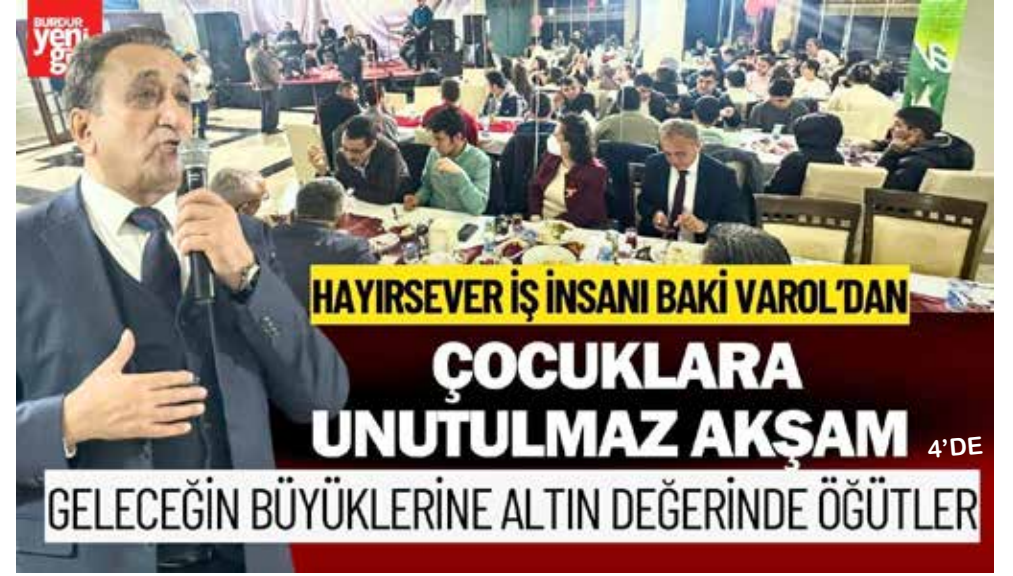 BURDUR
yeni
HAYIRSEVER İŞ İNSANI BAKİ VAROL'DAN
ÇOCUKLARA
UNUTULMAZ AKŞAM
4'DE
GELECEĞİN BÜYÜKLERİNE ALTIN DEĞERİNDE ÖĞÜTLER